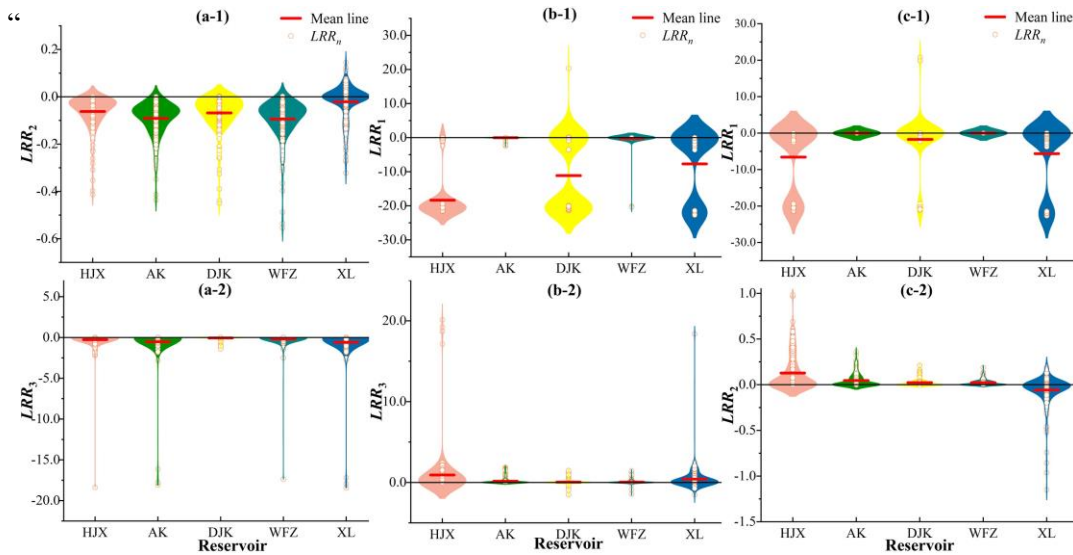 “
(a-1)
Mean line
LRRn
0.2
0.0
-0.2
-0.4
-0.6
LRR2
HJX AK DJK WFZ XL
(b-1)
Mean line
LRRn
30.0
20.0
10.0
0.0
-10.0
-20.0
-30.0
LRR1
HJX AK DJK WFZ XL
(c-1)
Mean line
LRRn
30.0
20.0
10.0
0.0
-10.0
-20.0
-30.0
LRR1
HJX AK DJK WFZ XL
(a-2)
5.0
0.0
-5.0
-10.0
-15.0
-20.0
LRR3
HJX AK DJK WFZ XL
Reservoir
(b-2)
20.0
10.0
0.0
LRR3
HJX AK DJK WFZ XL
Reservoir
(c-2)
1.0
0.5
0.0
-0.5
-1.0
-1.5
LRR2
HJX AK DJK WFZ XL
Reservoir